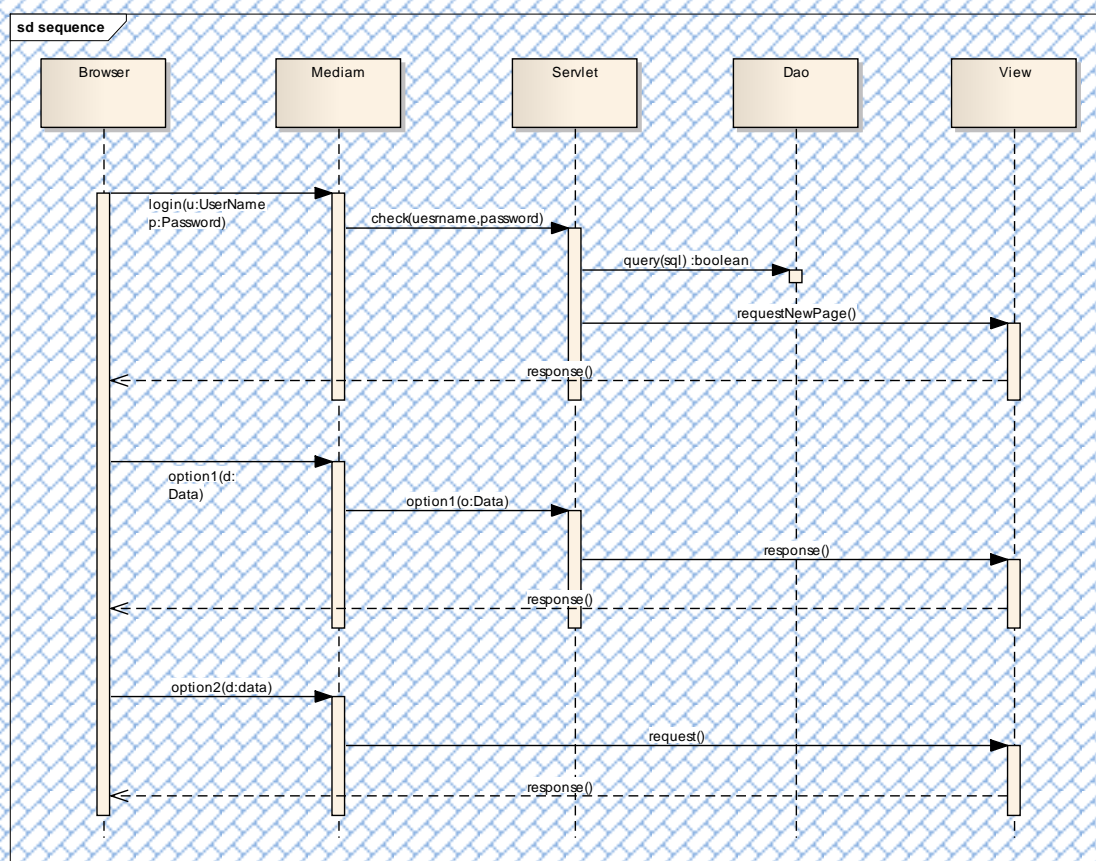 sd sequence
Browser
Mediam
Servlet
Dao
View
login(u:UserName
p:Password)
check(uesrname,password)
query(sql) :boolean
requestNewPage()
response()
option1(d:
Data)
option1(o:Data)
response()
response()
option2(d:data)
request()
response()